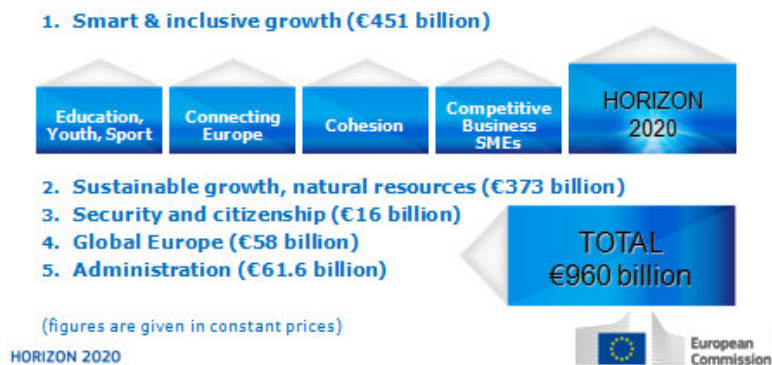 1. Smart & inclusive growth (€451 billion)
Education,
Youth, Sport
Connecting
Europe
Cohesion
Competitive
Business
SMEs
HORIZON
2020
2. Sustainable growth, natural resources (€373 billion)
3. Security and citizenship (€16 billion)
4. Global Europe (€58 billion)
5. Administration (€61.6 billion)
TOTAL
€960 billion
(figures are given in constant prices)
HORIZON 2020
European
Commission